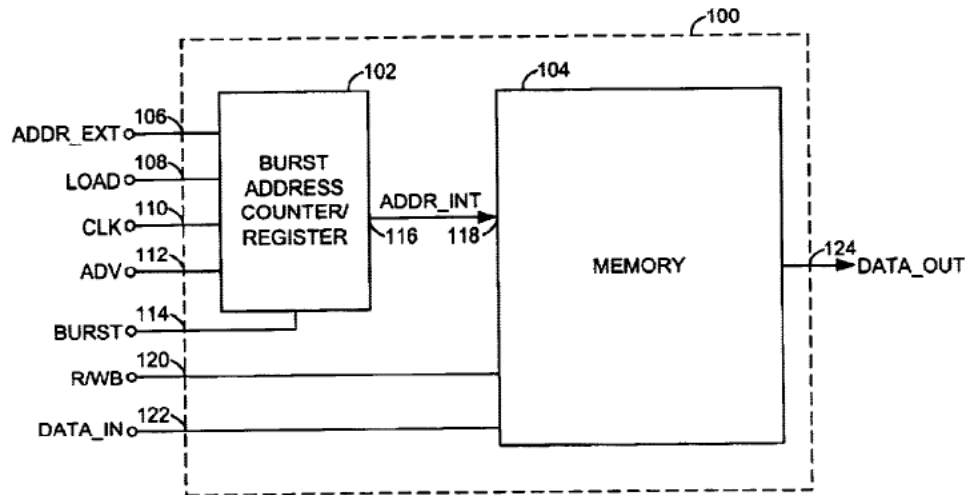 100
102
104
ADDR_EXT 106
LOAD 108
CLK 110
ADV 112
BURST 114
R/WB 120
DATA_IN 122
BURST
ADDRESS
COUNTER/
REGISTER
ADDR_INT
116 118
MEMORY
124 DATA_OUT